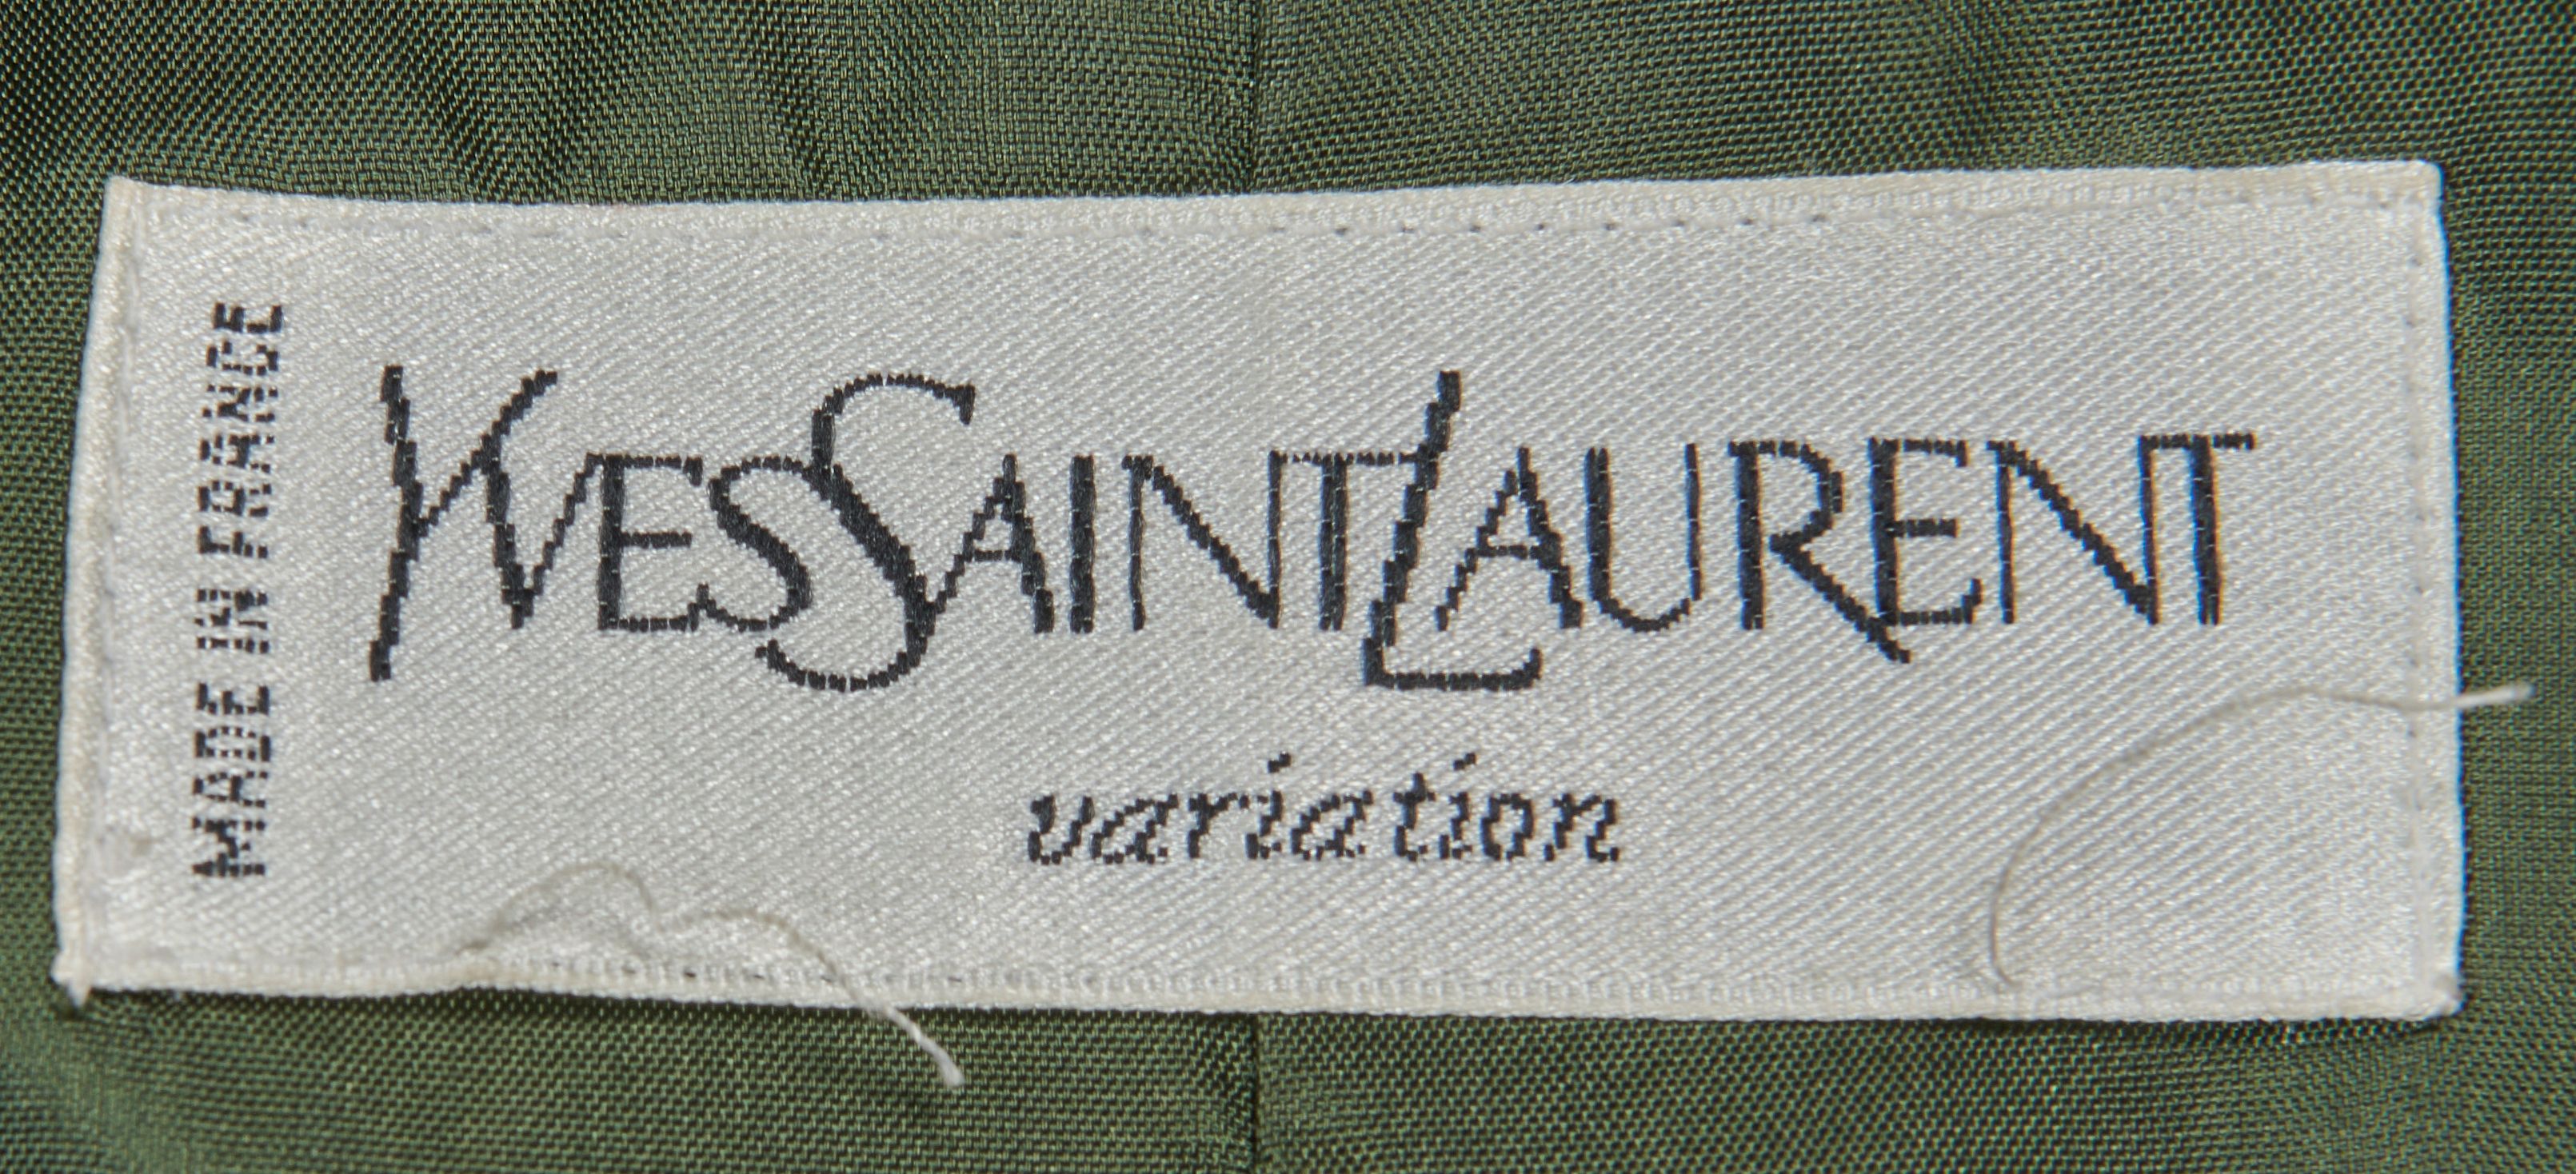 MADE IN FRANCE
YVESSAINTLAURENT
variation